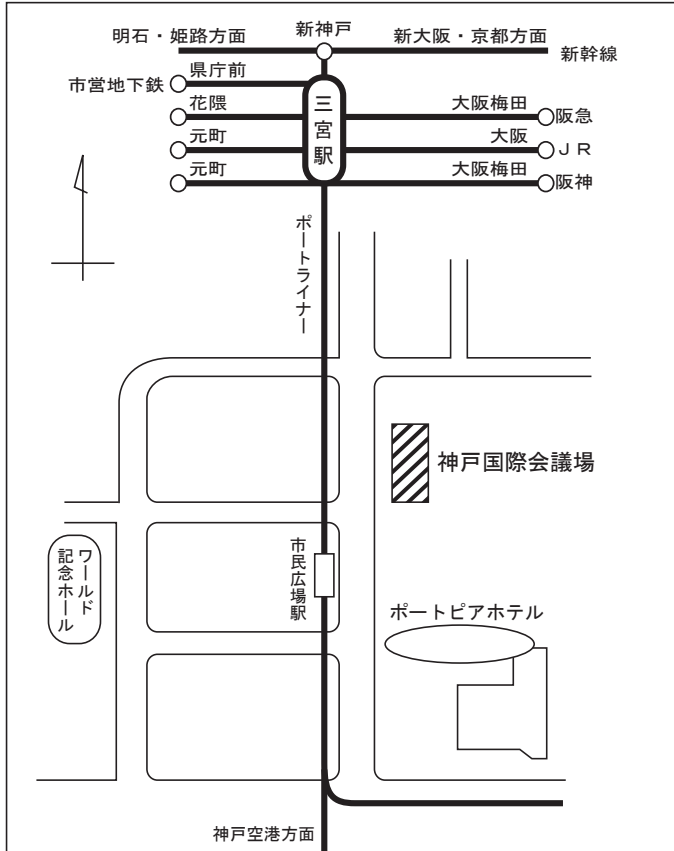 新神戸
明石・姫路方面
新大阪・京都方面
新幹線
県庁前
市営地下鉄
花隈
大阪梅田
阪急
三宮駅
元町
大阪
ＪＲ
元町
大阪梅田
阪神
ポートライナー
神戸国際会議場
市民広場駅
ワールド
記念ホール
ポートピアホテル
神戸空港方面